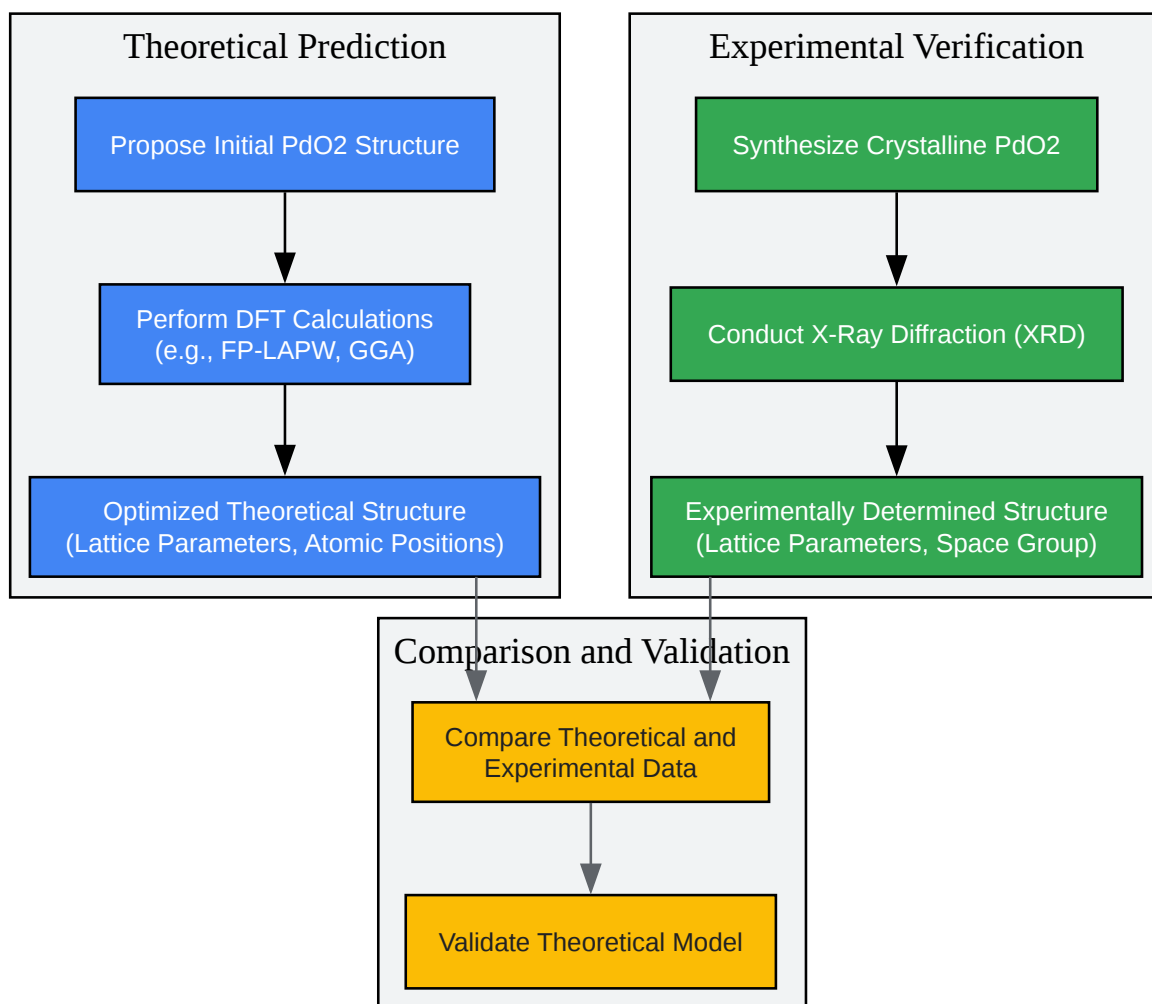 Theoretical Prediction
Propose Initial PdO2 Structure
Perform DFT Calculations
(e.g., FP-LAPW, GGA)
Optimized Theoretical Structure
(Lattice Parameters, Atomic Positions)
Experimental Verification
Synthesize Crystalline PdO2
Conduct X-Ray Diffraction (XRD)
Experimentally Determined Structure
(Lattice Parameters, Space Group)
Comparison and Validation
Compare Theoretical and
Experimental Data
Validate Theoretical Model